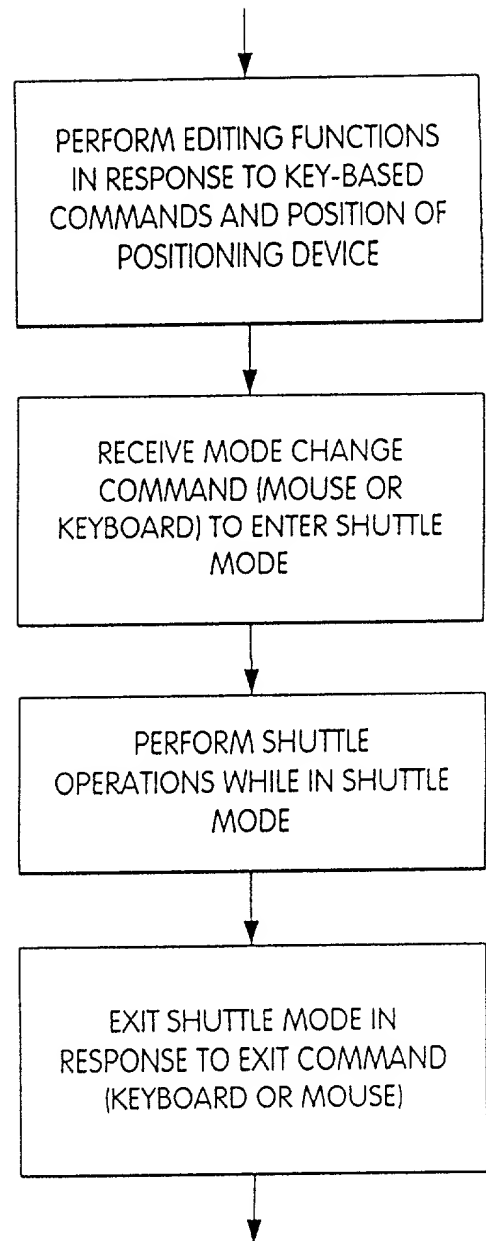 PERFORM EDITING FUNCTIONS
IN RESPONSE TO KEY-BASED
COMMANDS AND POSITION OF
POSITIONING DEVICE
RECEIVE MODE CHANGE
COMMAND (MOUSE OR
KEYBOARD) TO ENTER SHUTTLE
MODE
PERFORM SHUTTLE
OPERATIONS WHILE IN SHUTTLE
MODE
EXIT SHUTTLE MODE IN
RESPONSE TO EXIT COMMAND
(KEYBOARD OR MOUSE)